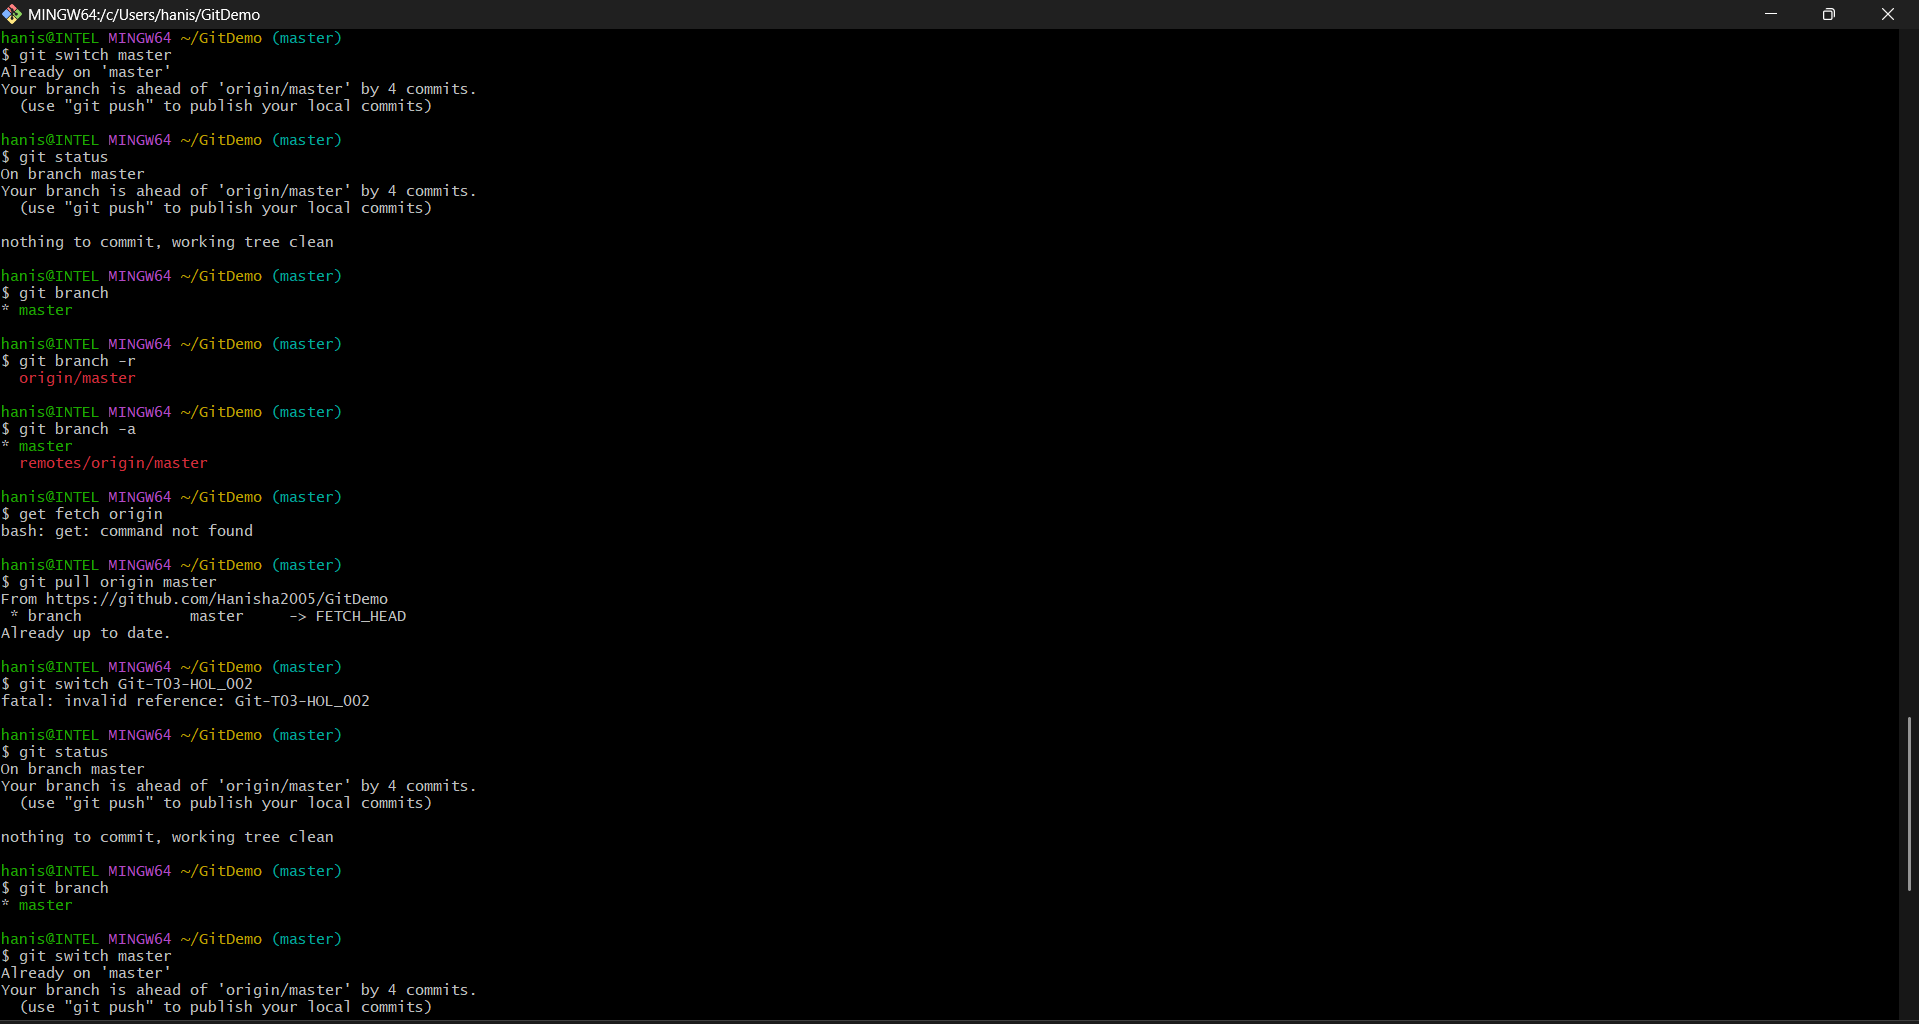 MINGW64:/c/Users/hanis/GitDemo
hanis@INTEL MINGW64 ~/GitDemo (master)
$ git switch master
Already on 'master'
Your branch is ahead of 'origin/master' by 4 commits.
  (use "git push" to publish your local commits)

hanis@INTEL MINGW64 ~/GitDemo (master)
$ git status
On branch master
Your branch is ahead of 'origin/master' by 4 commits.
  (use "git push" to publish your local commits)

nothing to commit, working tree clean

hanis@INTEL MINGW64 ~/GitDemo (master)
$ git branch
* master

hanis@INTEL MINGW64 ~/GitDemo (master)
$ git branch -r
  origin/master

hanis@INTEL MINGW64 ~/GitDemo (master)
$ git branch -a
* master
  remotes/origin/master

hanis@INTEL MINGW64 ~/GitDemo (master)
$ get fetch origin
bash: get: command not found

hanis@INTEL MINGW64 ~/GitDemo (master)
$ git pull origin master
From https://github.com/Hanisha2005/GitDemo
 * branch            master     -> FETCH_HEAD
Already up to date.

hanis@INTEL MINGW64 ~/GitDemo (master)
$ git switch Git-T03-HOL_002
fatal: invalid reference: Git-T03-HOL_002

hanis@INTEL MINGW64 ~/GitDemo (master)
$ git status
On branch master
Your branch is ahead of 'origin/master' by 4 commits.
  (use "git push" to publish your local commits)

nothing to commit, working tree clean

hanis@INTEL MINGW64 ~/GitDemo (master)
$ git branch
* master

hanis@INTEL MINGW64 ~/GitDemo (master)
$ git switch master
Already on 'master'
Your branch is ahead of 'origin/master' by 4 commits.
  (use "git push" to publish your local commits)